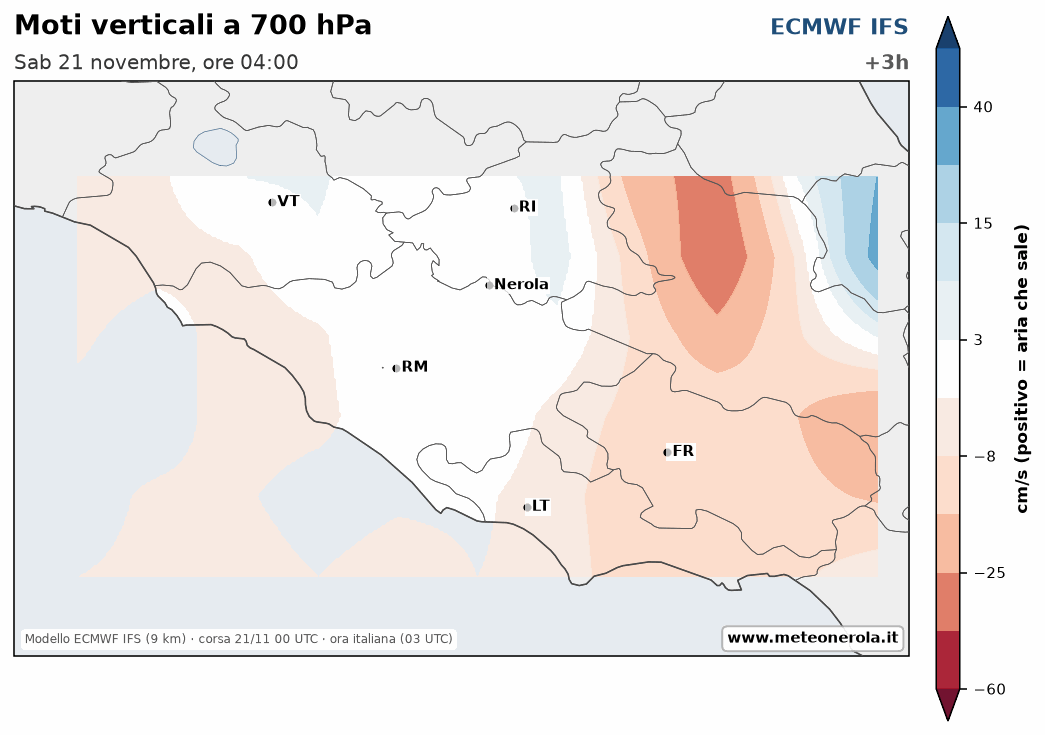 Moti verticali a 700 hPa
ECMWF IFS
Sab 21 novembre, ore 04:00
+3h
VT
RI
Nerola
RM
FR
LT
40
15
3
−8
−25
−60
cm/s (positivo = aria che sale)
Modello ECMWF IFS (9 km) · corsa 21/11 00 UTC · ora italiana (03 UTC)
www.meteonerola.it